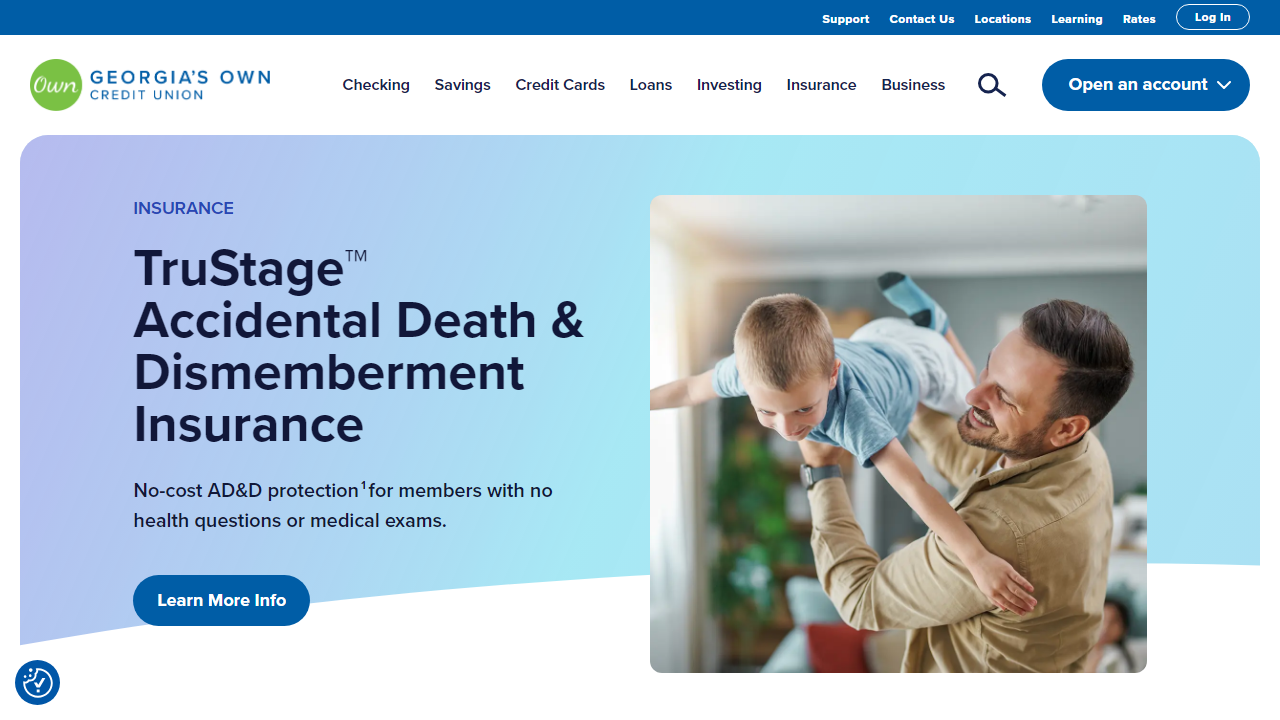 Support Contact Us Locations Learning Rates Log In
Own GEORGIA'S OWN
CREDIT UNION
Checking Savings Credit Cards Loans Investing Insurance Business Open an account
INSURANCE
TruStage™
Accidental Death &
Dismemberment
Insurance
No-cost AD&D protection¹ for members with no
health questions or medical exams.
Learn More Info